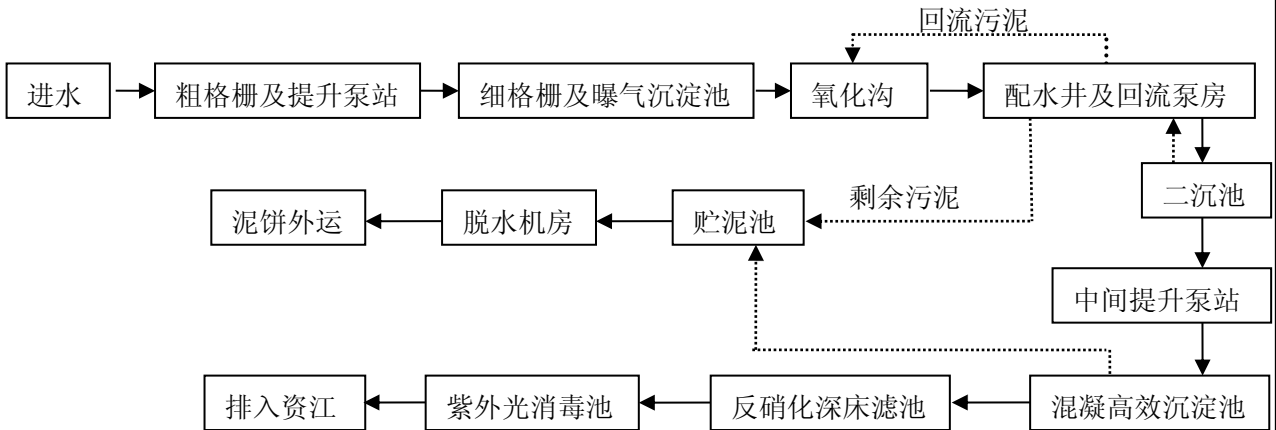 回流污泥
进水
粗格栅及提升泵站
细格栅及曝气沉淀池
氧化沟
配水井及回流泵房
二沉池
剩余污泥
泥饼外运
脱水机房
贮泥池
中间提升泵站
排入资江
紫外光消毒池
反硝化深床滤池
混凝高效沉淀池